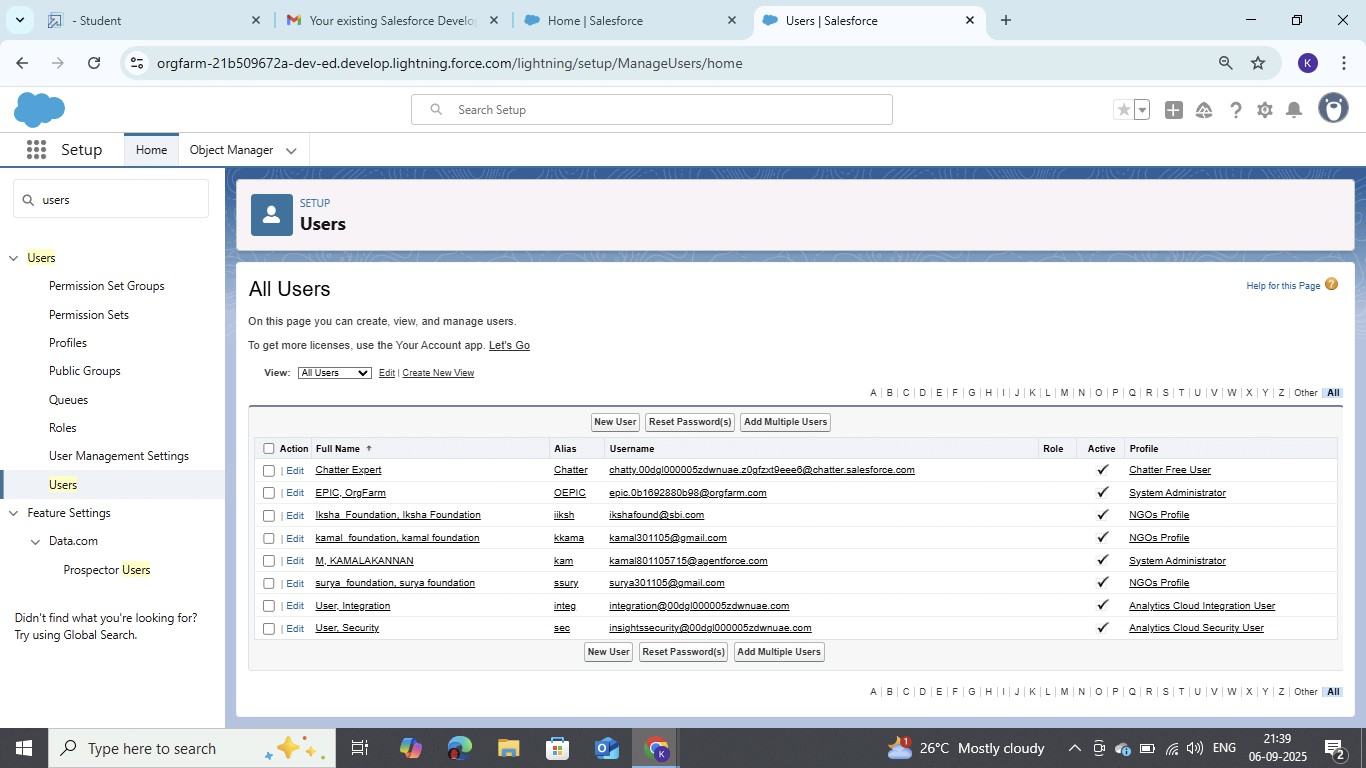 - Student
Your existing Salesforce Develo
Home | Salesforce
Users | Salesforce
orgfarm-21b509672a-dev-ed.develop.lightning.force.com/lightning/setup/ManageUsers/home
K
Search Setup
Setup
Home
Object Manager
users
SETUP
Users
Users
Permission Set Groups
Permission Sets
Profiles
Public Groups
Queues
Roles
User Management Settings
Users
Feature Settings
Data.com
Prospector Users
Didn't find what you're looking for?
Try using Global Search.
All Users
Help for this Page ?
On this page you can create, view, and manage users.
To get more licenses, use the Your Account app. Let's Go
View: All Users Edit | Create New View
A | B | C | D | E | F | G | H | I | J | K | L | M | N | O | P | Q | R | S | T | U | V | W | X | Y | Z | Other All
New User Reset Password(s) Add Multiple Users
Action Full Name ↑ Alias Username Role Active Profile
| Edit Chatter Expert Chatter chatty.00dgl000005zdwnuae.z0gfzxt9eee6@chatter.salesforce.com ✓ Chatter Free User
| Edit EPIC, OrgFarm OEPIC epic.0b1692880b98@orgfarm.com ✓ System Administrator
| Edit Iksha_Foundation, Iksha Foundation iiksh ikshafound@sbi.com ✓ NGOs Profile
| Edit kamal_foundation, kamal foundation kkama kamal301105@gmail.com ✓ NGOs Profile
| Edit M, KAMALAKANNAN kam kamal801105715@agentforce.com ✓ System Administrator
| Edit surya_foundation, surya foundation ssury surya301105@gmail.com ✓ NGOs Profile
| Edit User, Integration integ integration@00dgl000005zdwnuae.com ✓ Analytics Cloud Integration User
| Edit User, Security sec insightssecurity@00dgl000005zdwnuae.com ✓ Analytics Cloud Security User
New User Reset Password(s) Add Multiple Users
A | B | C | D | E | F | G | H | I | J | K | L | M | N | O | P | Q | R | S | T | U | V | W | X | Y | Z | Other All
Type here to search
K
1
26°C Mostly cloudy
ENG
21:39
06-09-2025
2